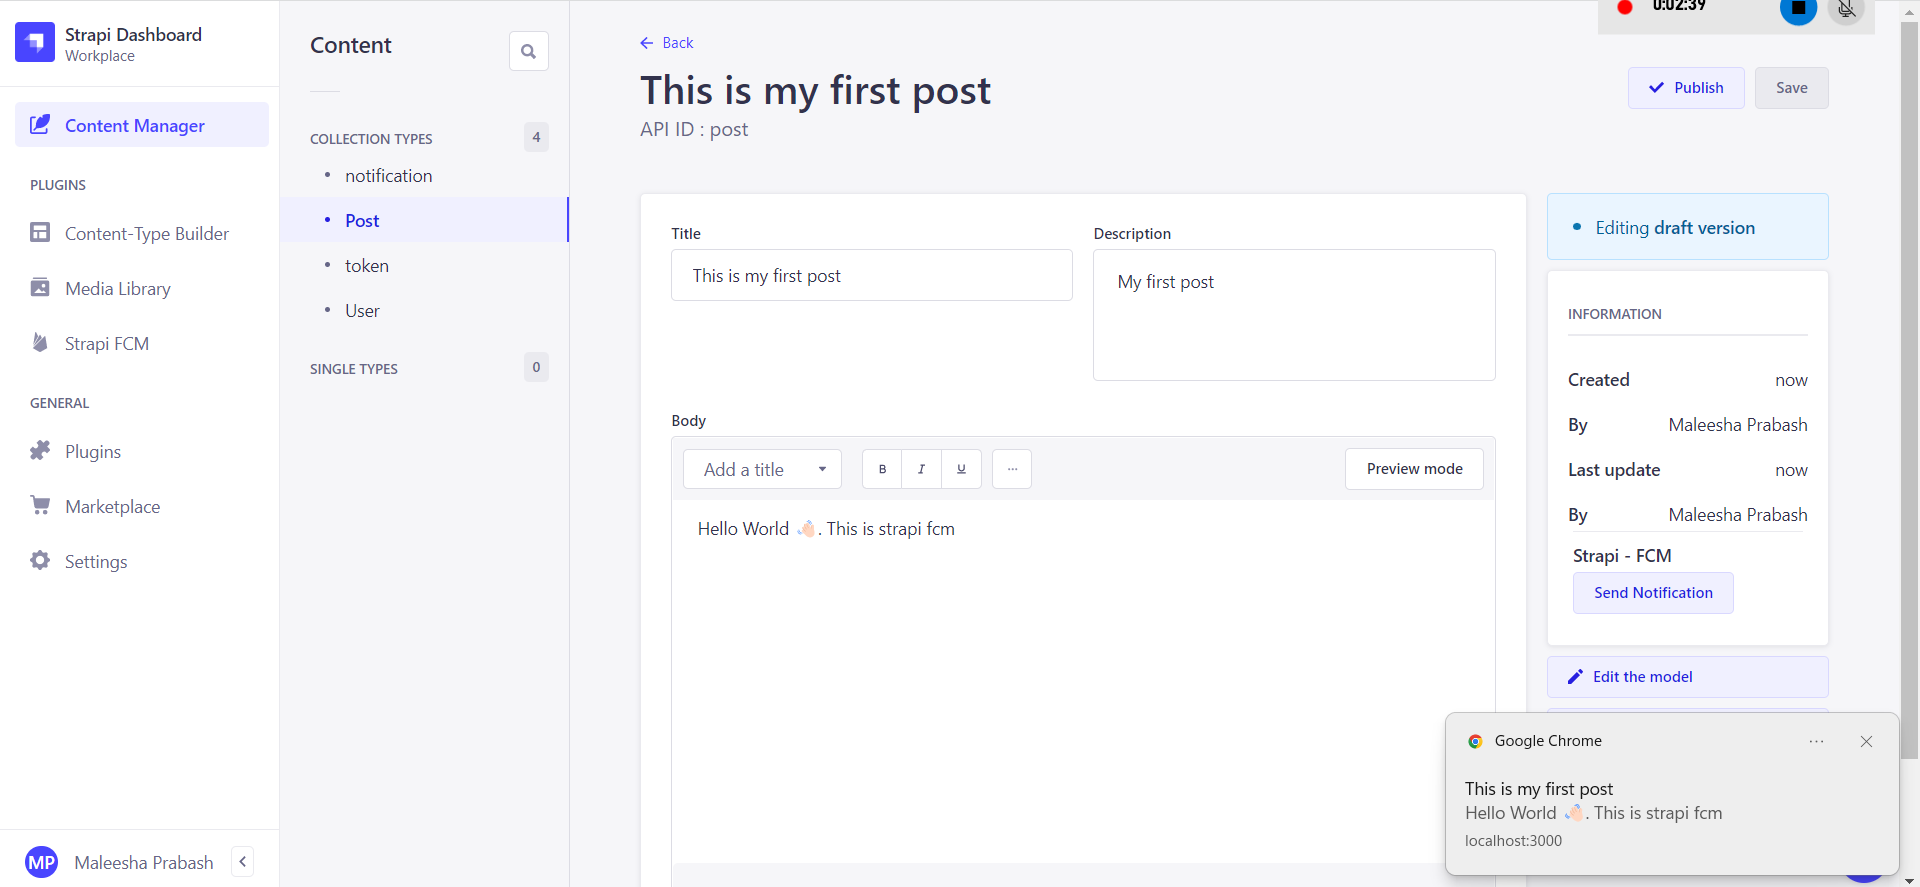 Strapi Dashboard
Workplace
Content Manager
PLUGINS
Content-Type Builder
Media Library
Strapi FCM
GENERAL
Plugins
Marketplace
Settings
MP Maleesha Prabash
Content
COLLECTION TYPES 4
notification
Post
token
User
SINGLE TYPES 0
0:02:39
Back
This is my first post
API ID : post
Publish
Save
Title
This is my first post
Description
My first post
Body
Add a title
B I U ...
Preview mode
Hello World 👋🏻. This is strapi fcm
Editing draft version
INFORMATION
Created now
By Maleesha Prabash
Last update now
By Maleesha Prabash
Strapi - FCM
Send Notification
Edit the model
Google Chrome
This is my first post
Hello World 👋🏻. This is strapi fcm
localhost:3000